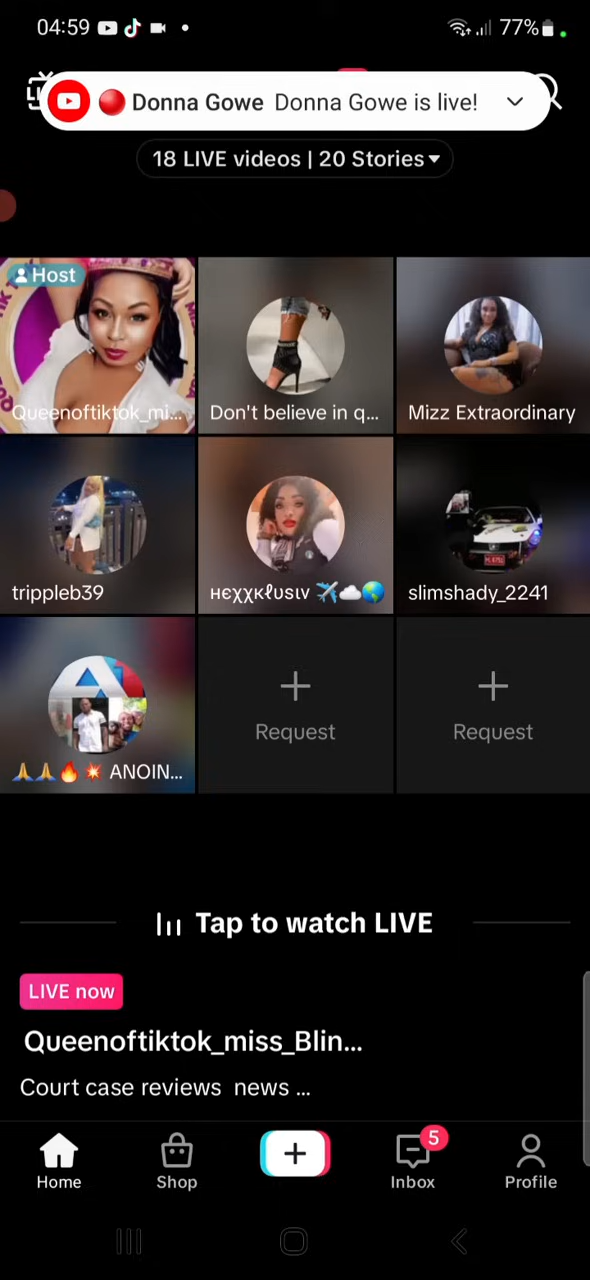 04:59
77%
Donna Gowe Donna Gowe is live!
18 LIVE videos | 20 Stories
Host
Queenoftiktok_mi...
Don't believe in q...
Mizz Extraordinary
trippleb39
нєχχкℓυѕιν ✈️☁️🌎
slimshady_2241
🙏🙏🔥💥 ANOIN...
Request
Request
Tap to watch LIVE
LIVE now
Queenoftiktok_miss_Blin...
Court case reviews news ...
5
Home
Shop
Inbox
Profile